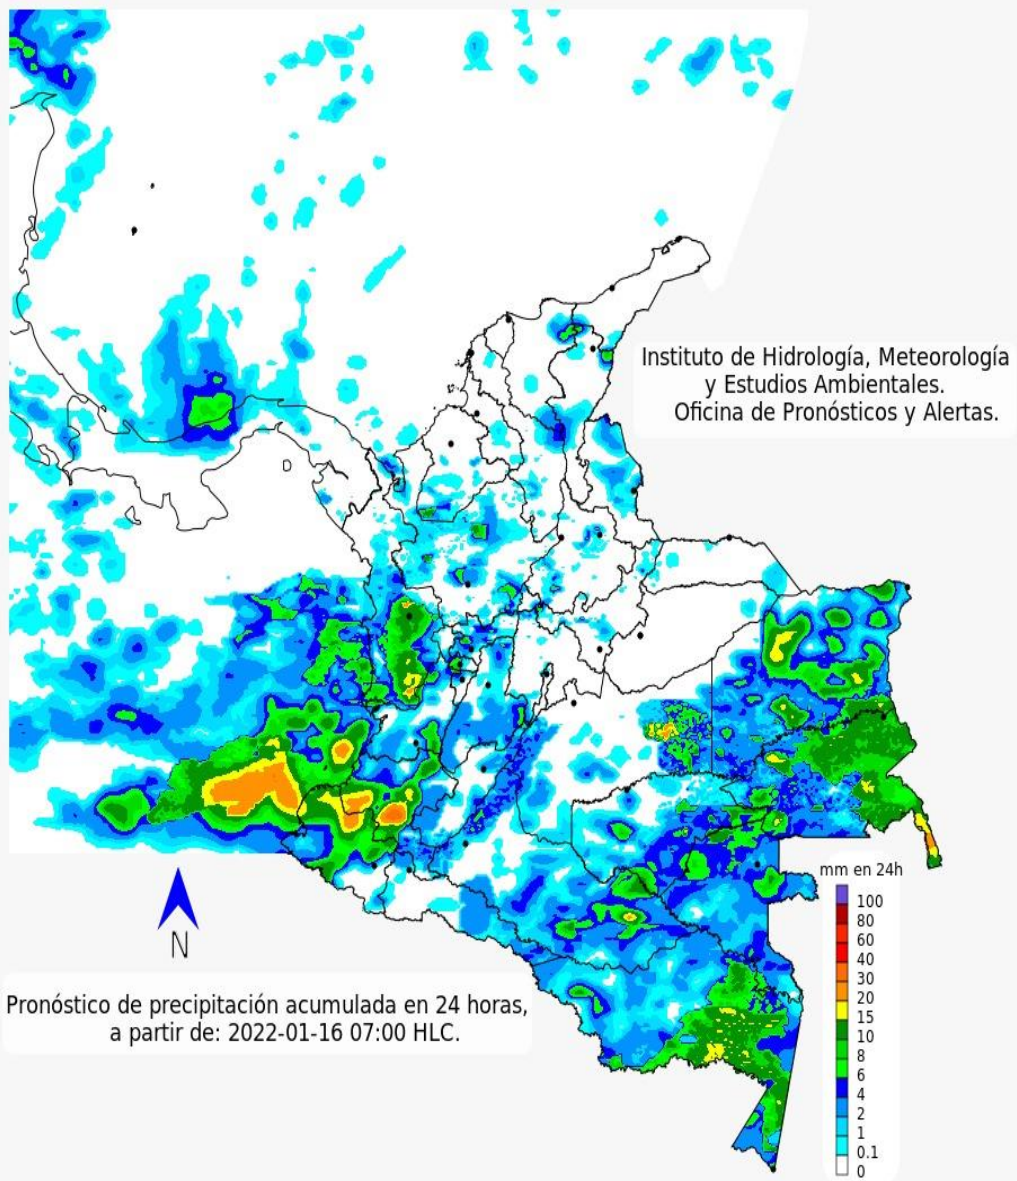 Instituto de Hidrología, Meteorología
y Estudios Ambientales.
Oficina de Pronósticos y Alertas.
mm en 24h
100
80
60
40
30
20
15
10
8
6
4
2
1
0.1
0
N
Pronóstico de precipitación acumulada en 24 horas,
a partir de: 2022-01-16 07:00 HLC.